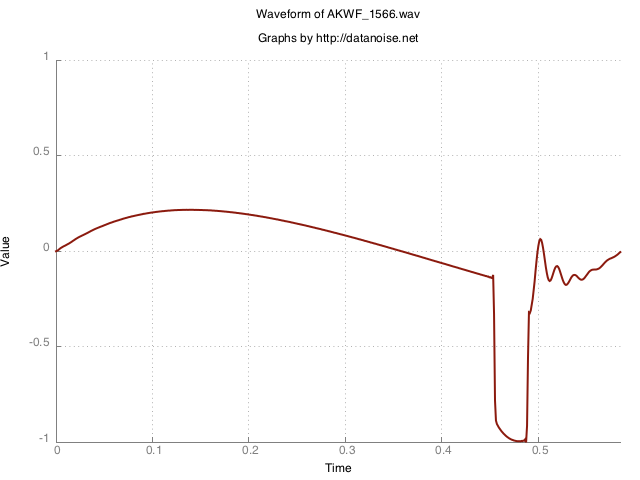 Waveform of AKWF_1566.wav
Graphs by http://datanoise.net
1
0.5
0
-0.5
-1
Value
0 0.1 0.2 0.3 0.4 0.5
Time